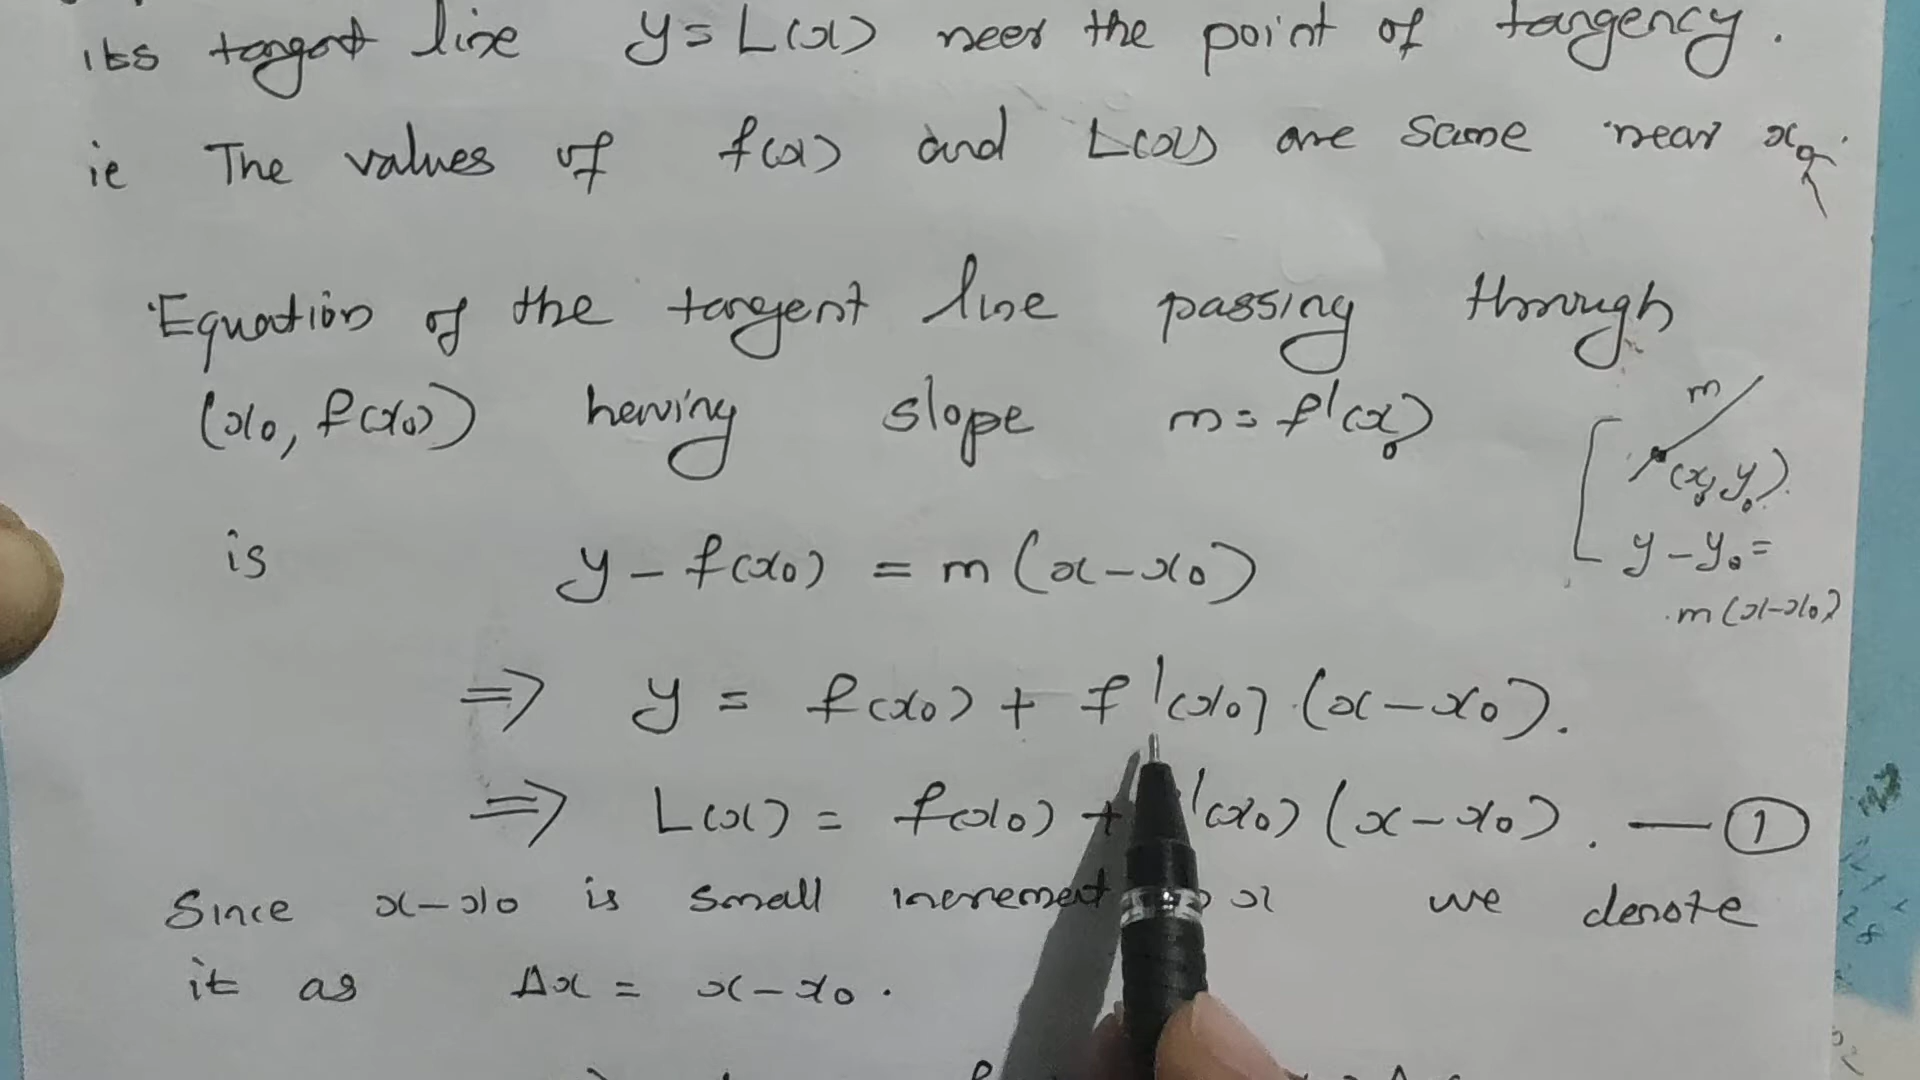 its tangent line y = L(x) near the point of tangency.
ie The values of f(x) and L(x) are same near x₀.
Equation of the tangent line passing through
(x₀, f(x₀)) having slope m = f'(x₀)
m
(x₀, y₀).
y - y₀ =
m(x-x₀)
is y - f(x₀) = m(x-x₀)
⇒ y = f(x₀) + f'(x₀) (x-x₀).
⇒ L(x) = f(x₀) + '(x₀) (x-x₀). — ①
Since x-x₀ is small increment x we denote
it as Δx = x-x₀.